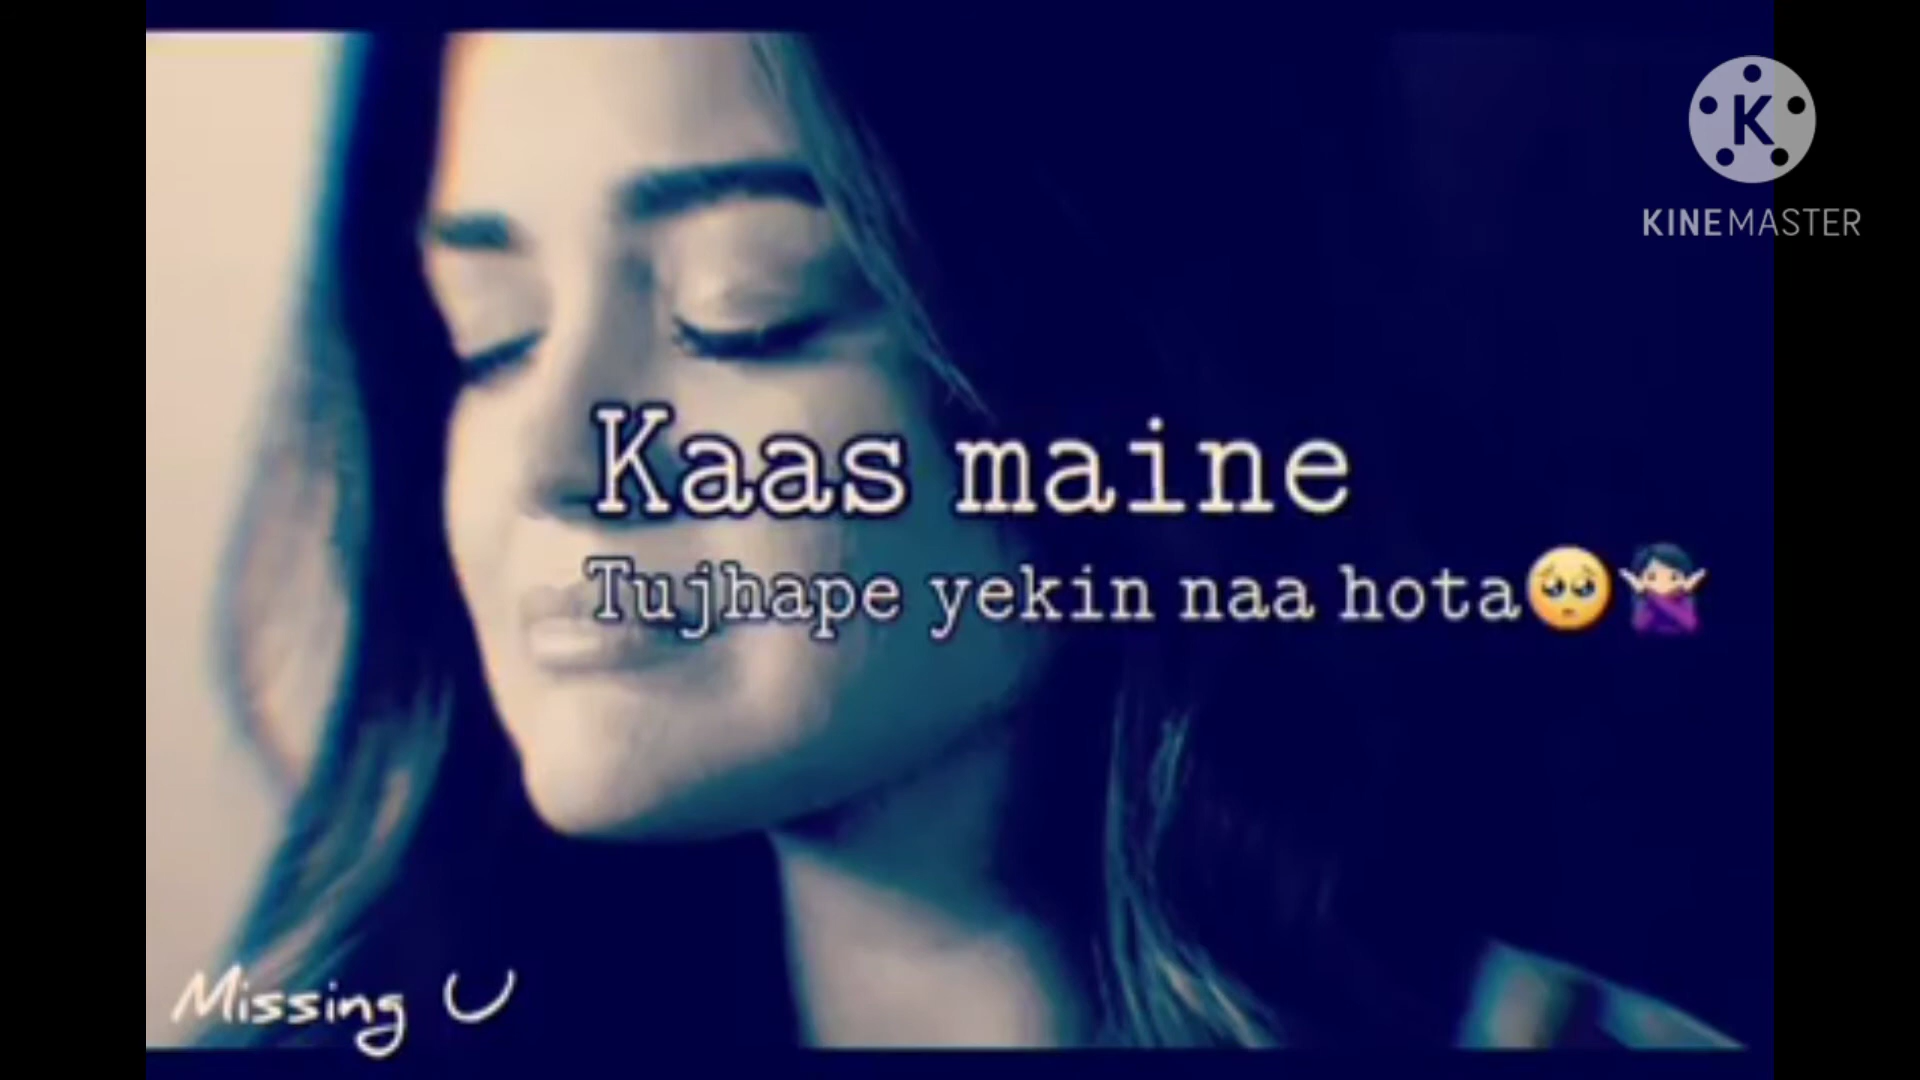 K
KINEMASTER
Kaas maine
Tujhape yekin naa hota🥺🙅🏻‍♀️
Missing U